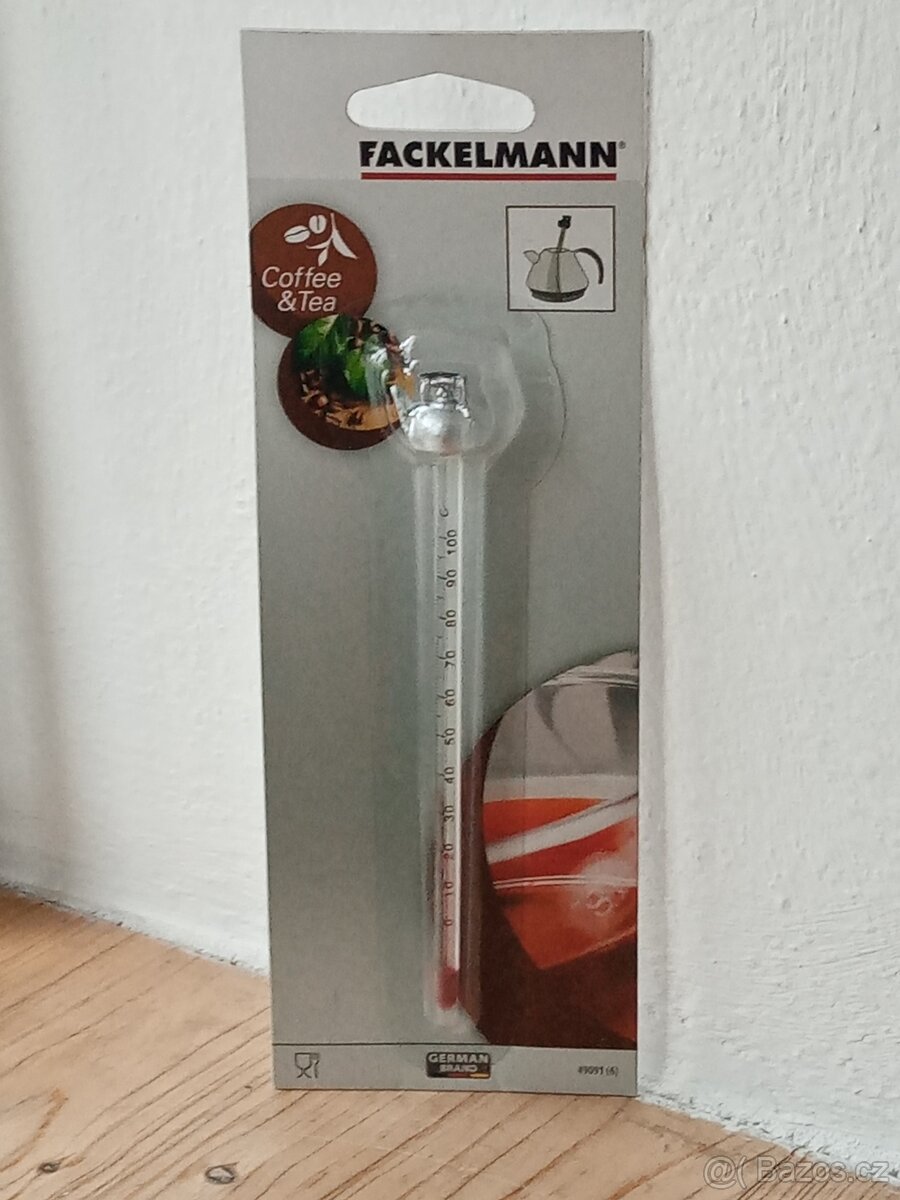 FACKELMANN®
Coffee
&Tea
C
100
90
80
70
60
50
40
30
20
10
0
GERMAN
BRAND
49091 (6)
@( Bazos.cz